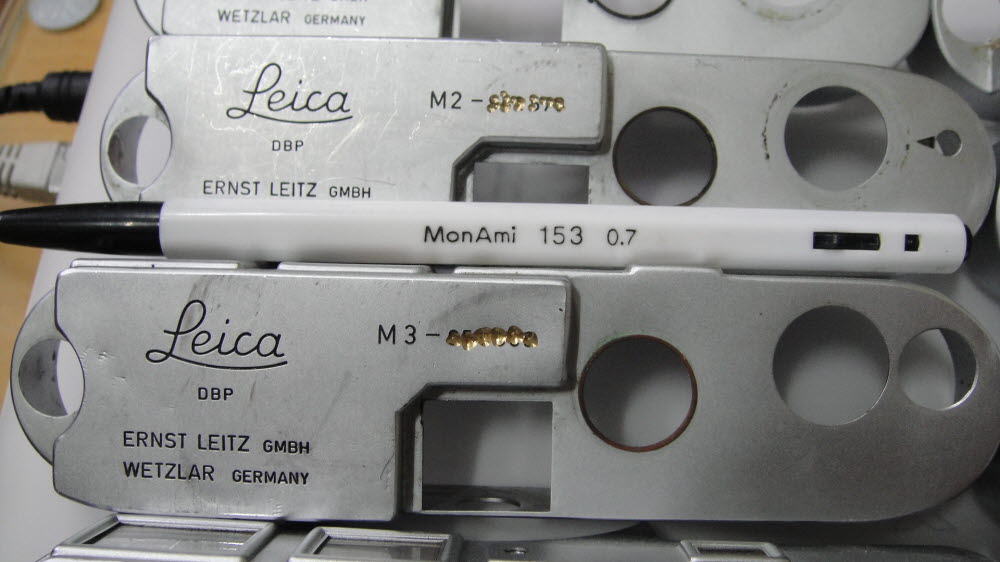 WETZLAR GERMANY
Leica
M2-
DBP
ERNST LEITZ GMBH
MonAmi 153 0.7
Leica
M3-
DBP
ERNST LEITZ GMBH
WETZLAR GERMANY